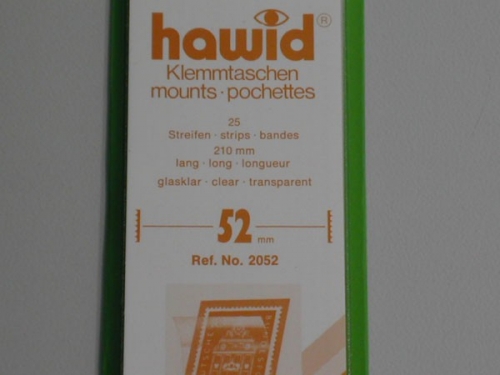 hawid®
Klemmtaschen
mounts · pochettes
25
Streifen · strips · bandes
210 mm
lang · long · longueur
glasklar · clear · transparent
52 mm
Ref. No. 2052